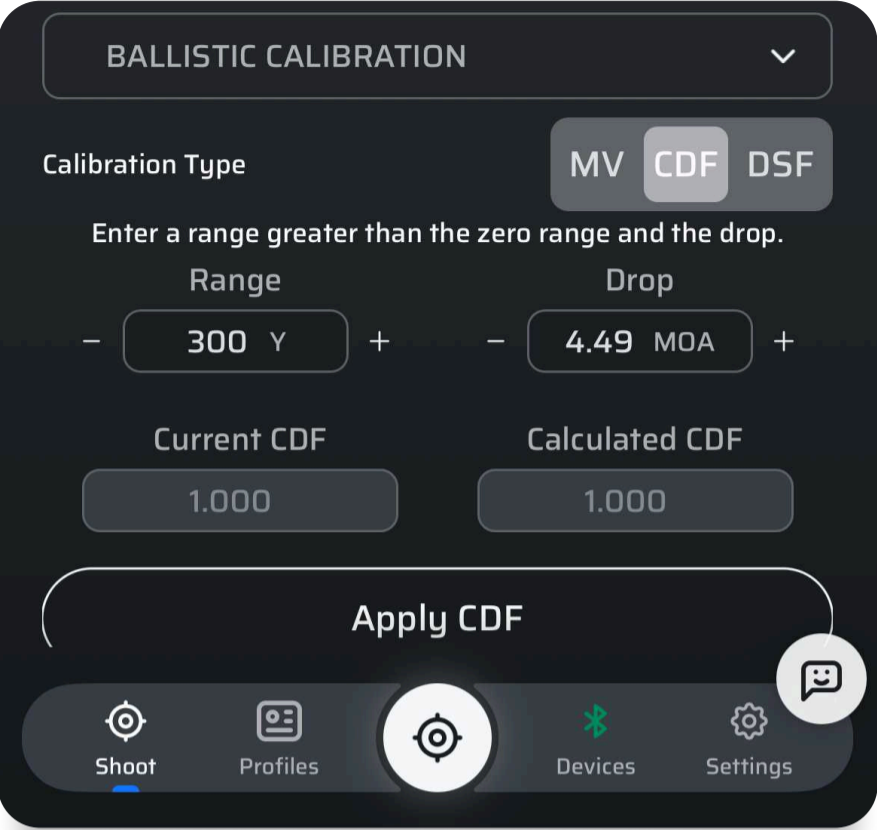 BALLISTIC CALIBRATION
Calibration Type
MV CDF DSF
Enter a range greater than the zero range and the drop.
Range Drop
− 300 Y + − 4.49 MOA +
Current CDF Calculated CDF
1.000 1.000
Apply CDF
Shoot Profiles Devices Settings